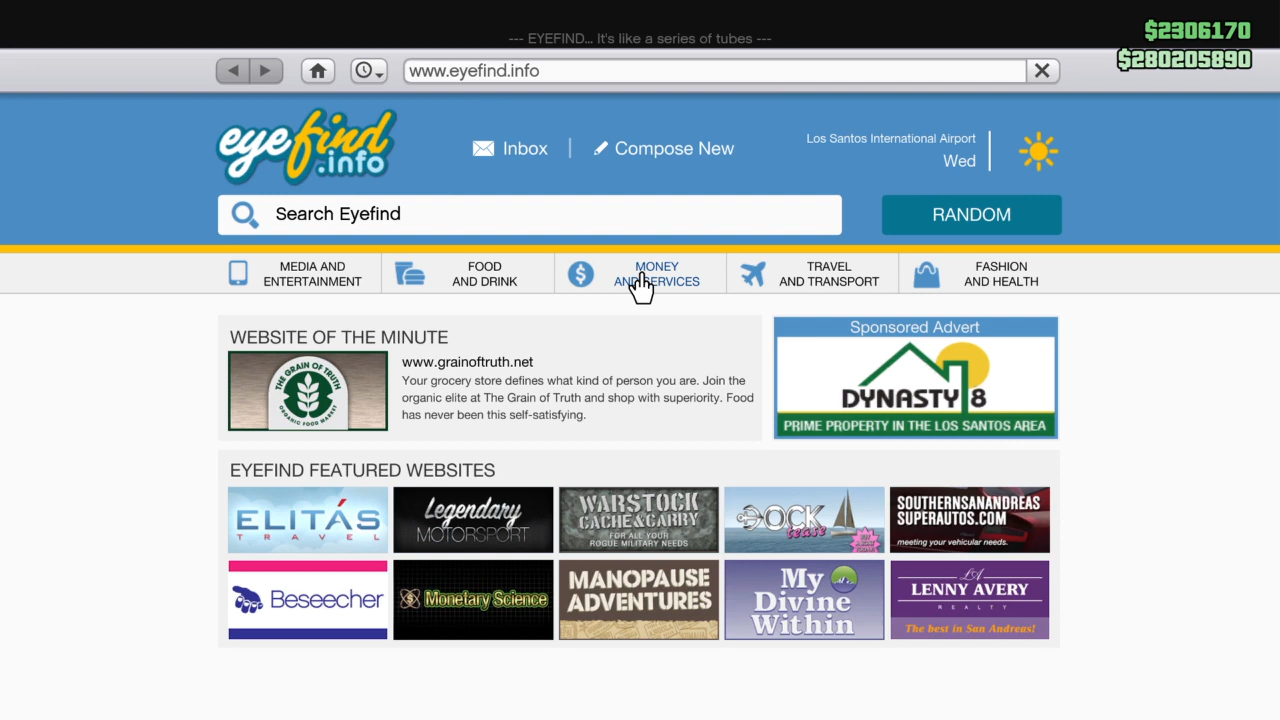 --- EYEFIND... It's like a series of tubes ---
$2306170
$280205890
www.eyefind.info
eyefind
.info
Inbox
Compose New
Los Santos International Airport
Wed
Search Eyefind
RANDOM
MEDIA AND
ENTERTAINMENT
FOOD
AND DRINK
MONEY
AND SERVICES
TRAVEL
AND TRANSPORT
FASHION
AND HEALTH
WEBSITE OF THE MINUTE
THE GRAIN OF TRUTH
ORGANIC FOOD MARKET
www.grainoftruth.net
Your grocery store defines what kind of person you are. Join the
organic elite at The Grain of Truth and shop with superiority. Food
has never been this self-satisfying.
Sponsored Advert
DYNASTY 8
PRIME PROPERTY IN THE LOS SANTOS AREA
EYEFIND FEATURED WEBSITES
ELITÁS
TRAVEL
Legendary
MOTORSPORT
WARSTOCK
CACHE & CARRY
FOR ALL YOUR
ROGUE MILITARY NEEDS
DOCK
tease
SOUTHERNSANANDREAS
SUPERAUTOS.COM
meeting your vehicular needs.
BESEECHER
Monetary Science
MANOPAUSE
ADVENTURES
My
Divine
Within
LA
LENNY AVERY
REALTY
The best in San Andreas!